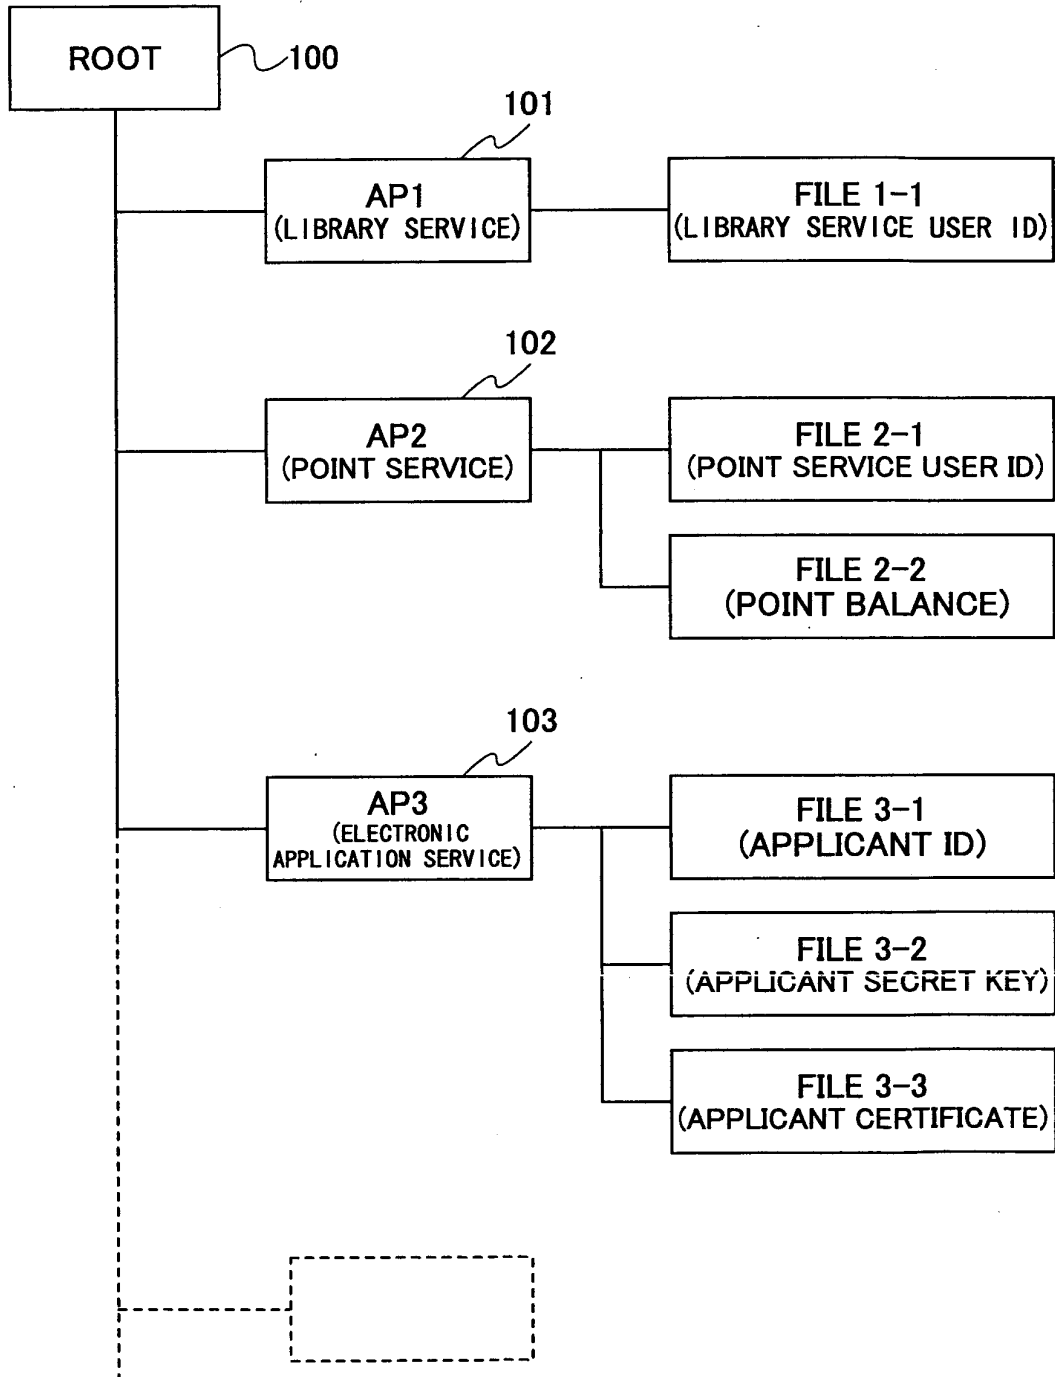 ROOT
100
101
AP1
(LIBRARY SERVICE)
FILE 1-1
(LIBRARY SERVICE USER ID)
102
AP2
(POINT SERVICE)
FILE 2-1
(POINT SERVICE USER ID)
FILE 2-2
(POINT BALANCE)
103
AP3
(ELECTRONIC
APPLICATION SERVICE)
FILE 3-1
(APPLICANT ID)
FILE 3-2
(APPLICANT SECRET KEY)
FILE 3-3
(APPLICANT CERTIFICATE)